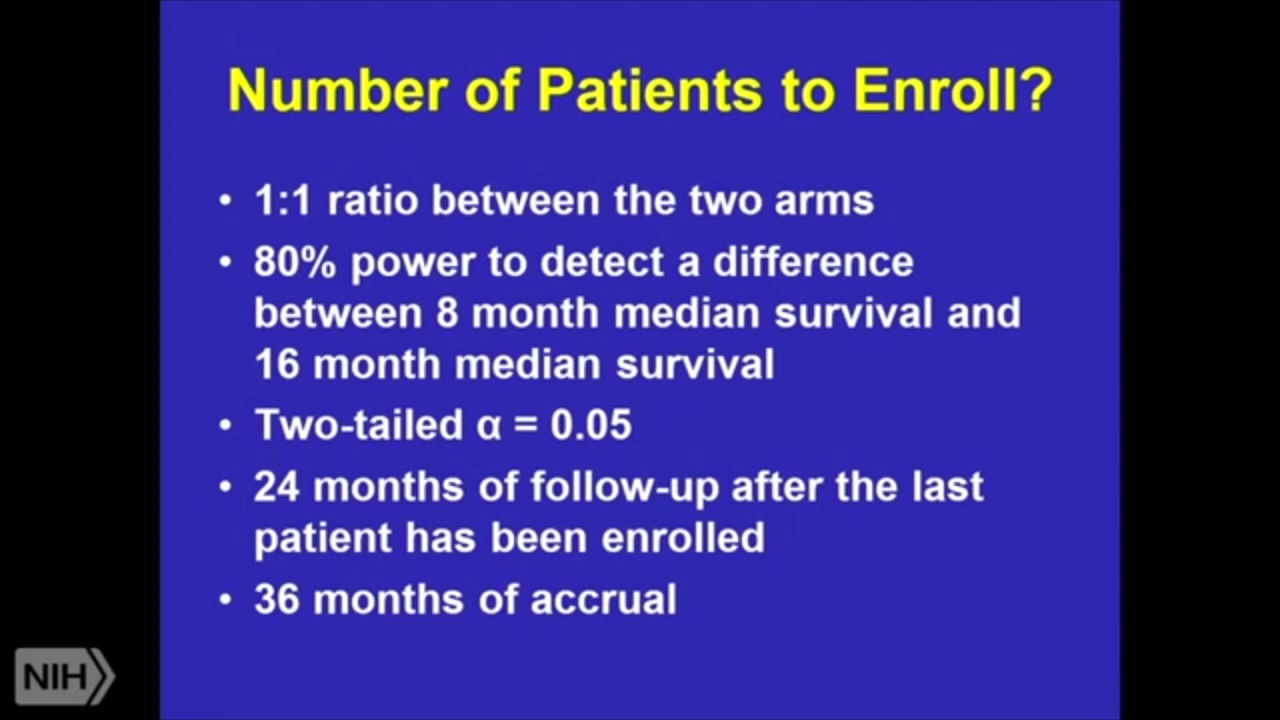 Number of Patients to Enroll?
• 1:1 ratio between the two arms
• 80% power to detect a difference
between 8 month median survival and
16 month median survival
• Two-tailed α = 0.05
• 24 months of follow-up after the last
patient has been enrolled
• 36 months of accrual
NIH